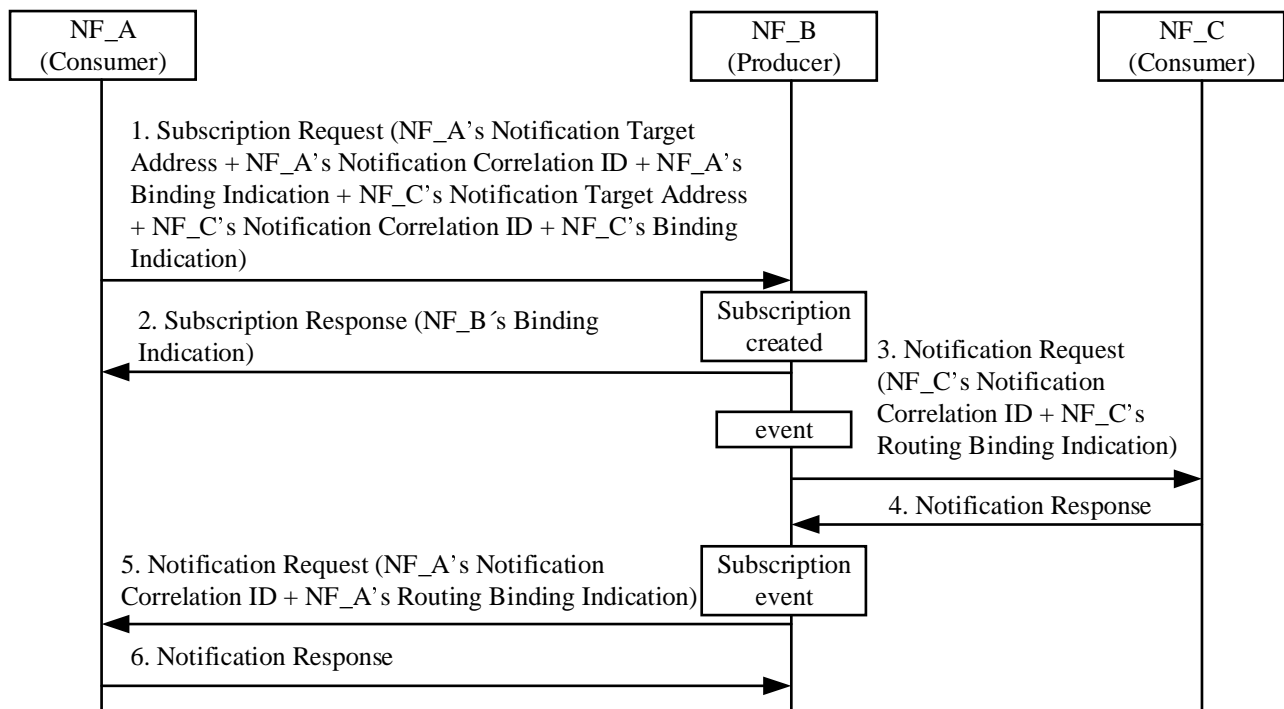 NF_A
(Consumer)
NF_B
(Producer)
NF_C
(Consumer)
1. Subscription Request (NF_A’s Notification Target
Address + NF_A’s Notification Correlation ID + NF_A’s
Binding Indication + NF_C’s Notification Target Address
+ NF_C’s Notification Correlation ID + NF_C’s Binding
Indication)
Subscription
created
2. Subscription Response (NF_B´s Binding
Indication)
event
3. Notification Request
(NF_C’s Notification
Correlation ID + NF_C’s
Routing Binding Indication)
4. Notification Response
Subscription
event
5. Notification Request (NF_A’s Notification
Correlation ID + NF_A’s Routing Binding Indication)
6. Notification Response